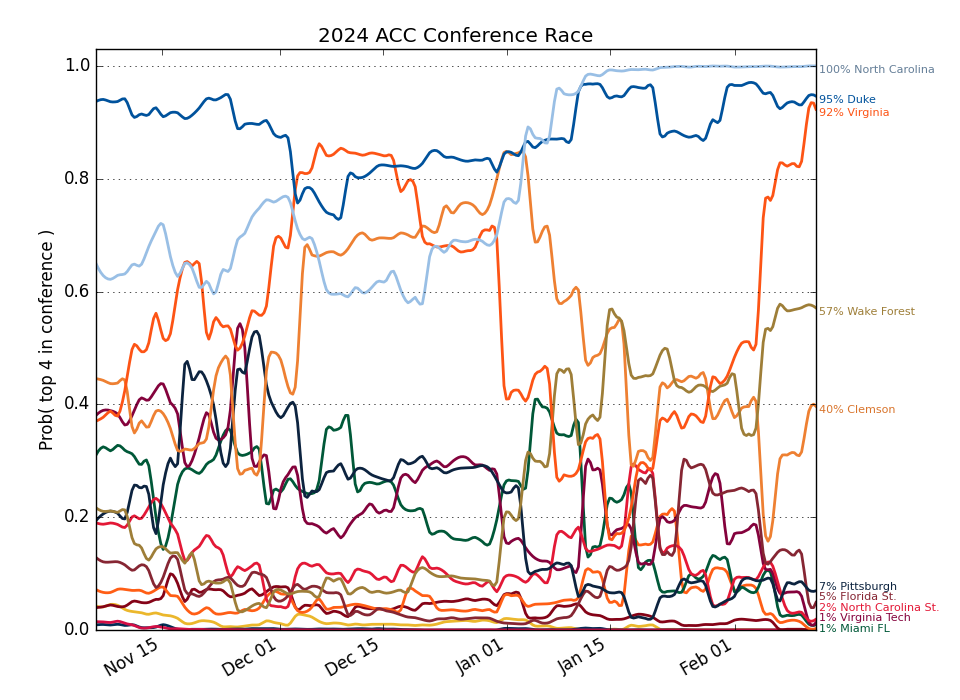 2024 ACC Conference Race
Prob( top 4 in conference )
1.0
0.8
0.6
0.4
0.2
0.0
Nov 15
Dec 01
Dec 15
Jan 01
Jan 15
Feb 01
100% North Carolina
95% Duke
92% Virginia
57% Wake Forest
40% Clemson
7% Pittsburgh
5% Florida St.
2% North Carolina St.
1% Virginia Tech
1% Miami FL